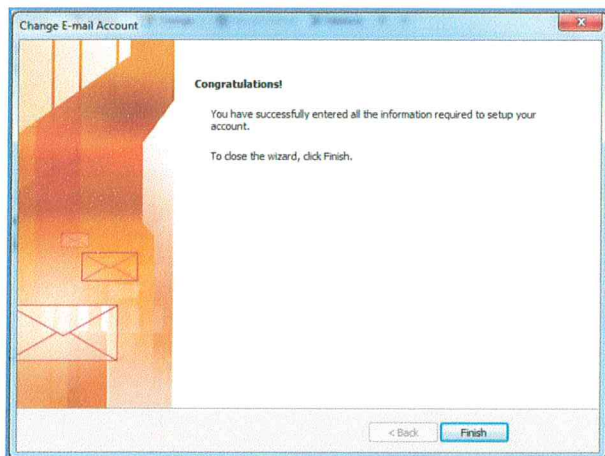 Change E-mail Account
Congratulations!
You have successfully entered all the information required to setup your
account.
To close the wizard, click Finish.
< Back
Finish